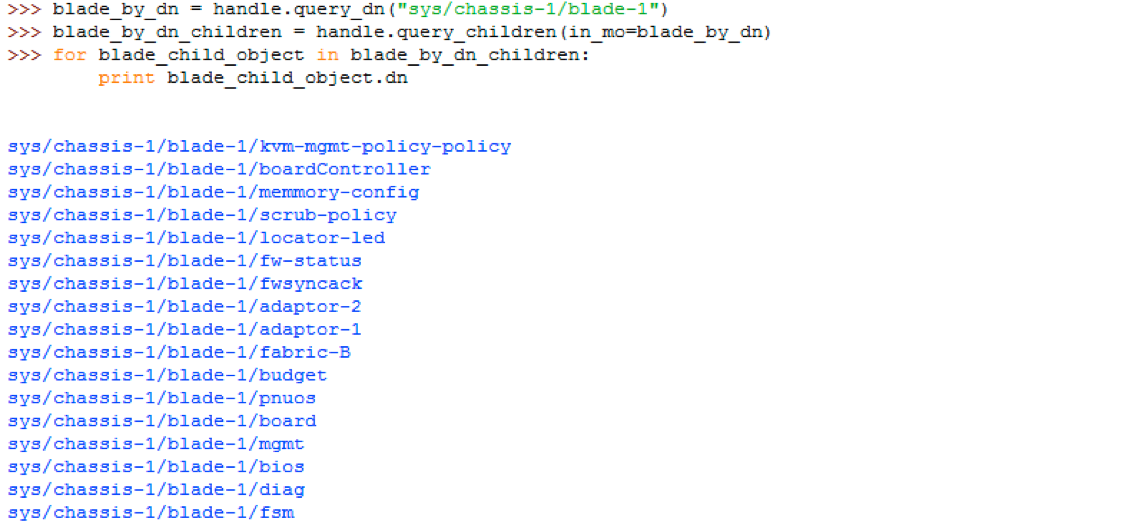 >>> blade_by_dn = handle.query_dn("sys/chassis-1/blade-1")
>>> blade_by_dn_children = handle.query_children(in_mo=blade_by_dn)
>>> for blade_child_object in blade_by_dn_children:
        print blade_child_object.dn
sys/chassis-1/blade-1/kvm-mgmt-policy-policy
sys/chassis-1/blade-1/boardController
sys/chassis-1/blade-1/memmory-config
sys/chassis-1/blade-1/scrub-policy
sys/chassis-1/blade-1/locator-led
sys/chassis-1/blade-1/fw-status
sys/chassis-1/blade-1/fwsyncack
sys/chassis-1/blade-1/adaptor-2
sys/chassis-1/blade-1/adaptor-1
sys/chassis-1/blade-1/fabric-B
sys/chassis-1/blade-1/budget
sys/chassis-1/blade-1/pnuos
sys/chassis-1/blade-1/board
sys/chassis-1/blade-1/mgmt
sys/chassis-1/blade-1/bios
sys/chassis-1/blade-1/diag
sys/chassis-1/blade-1/fsm